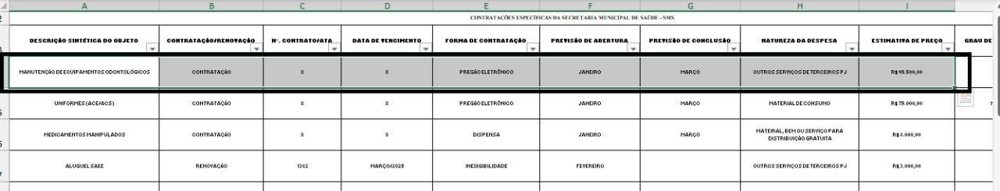 A B C D E F G H I
CONTRATAÇÕES ESPECÍFICAS DA SECRETARIA MUNICIPAL DE SAÚDE - SMS
DESCRIÇÃO SINTÉTICA DO OBJETO CONTRATAÇÃO/RENOVAÇÃO Nº. CONTRATO/ATA DATA DE VENCIMENTO FORMA DE CONTRATAÇÃO PREVISÃO DE ABERTURA PREVISÃO DE CONCLUSÃO NATUREZA DA DESPESA ESTIMATIVA DE PREÇO GRAU DE
MANUTENÇÃO DE EQUIPAMENTOS ODONTOLÓGICOS CONTRATAÇÃO X X PREGÃO ELETRÔNICO JANEIRO MARÇO OUTROS SERVIÇOS DE TERCEIROS PJ R$ 95.500,00
UNIFORMES (ACE/ACS) CONTRATAÇÃO X X PREGÃO ELETRÔNICO JANEIRO MARÇO MATERIAL DE CONSUMO R$ 75.000,00
MEDICAMENTOS MANIPULADOS CONTRATAÇÃO X X DISPENSA JANEIRO MARÇO MATEIRAL, BEM OU SERVIÇO PARA
DISTRIBUIÇÃO GRATUITA R$ 8.000,00
ALUGUEL SAEE RENOVAÇÃO 1302 MARÇO/2025 INEXIGIBILIDADE FEVEREIRO OUTROS SERVIÇOS DE TERCEIROS PJ R$ 3.000,00